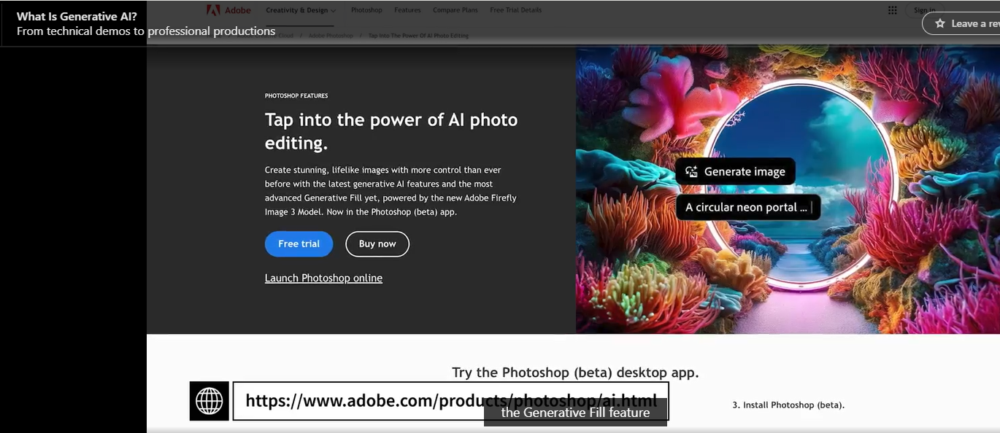 What Is Generative AI?
From technical demos to professional productions
Adobe
Creativity & Design
Photoshop
Features
Compare Plans
Free Trial Details
Sign in
Leave a rev
Cloud / Adobe Photoshop / Tap Into The Power Of AI Photo Editing
PHOTOSHOP FEATURES
Tap into the power of AI photo
editing.
Create stunning, lifelike images with more control than ever
before with the latest generative AI features and the most
advanced Generative Fill yet, powered by the new Adobe Firefly
Image 3 Model. Now in the Photoshop (beta) app.
Free trial
Buy now
Launch Photoshop online
Generate image
A circular neon portal ...
Try the Photoshop (beta) desktop app.
https://www.adobe.com/products/photoshop/ai.html
3. Install Photoshop (beta).
the Generative Fill feature